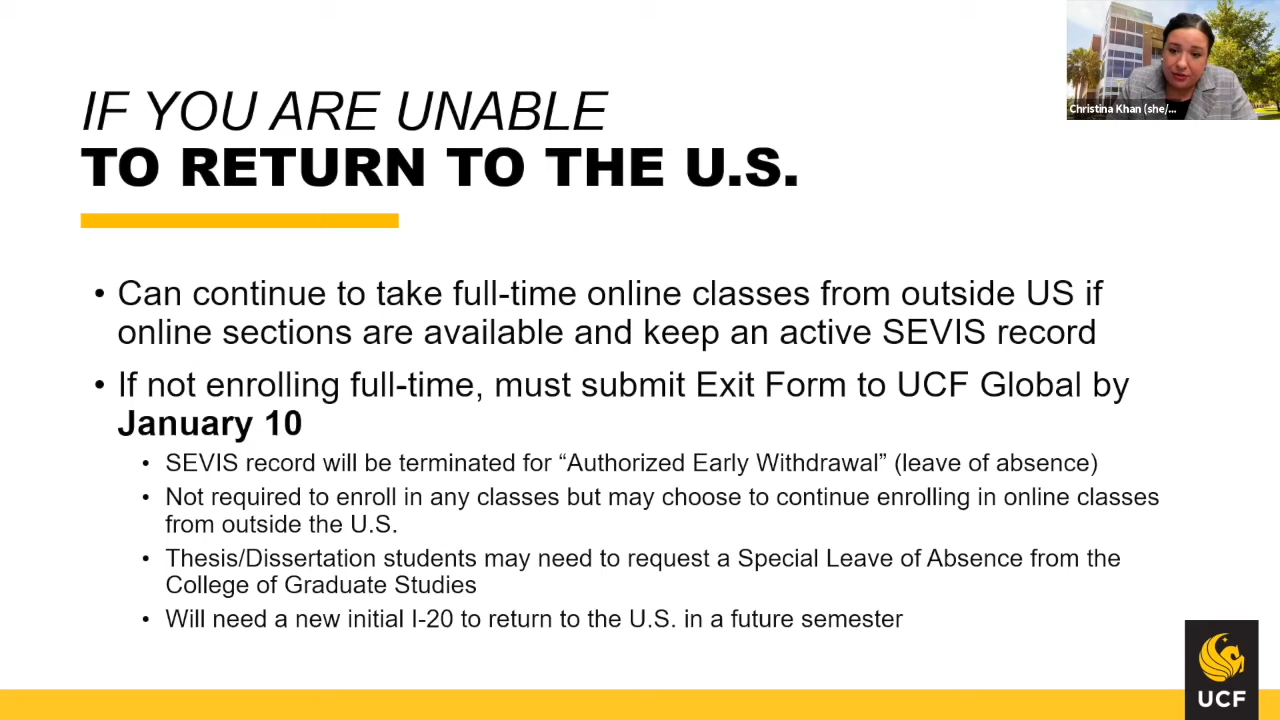 Christina Khan (she/...
IF YOU ARE UNABLE
TO RETURN TO THE U.S.
• Can continue to take full-time online classes from outside US if
online sections are available and keep an active SEVIS record
• If not enrolling full-time, must submit Exit Form to UCF Global by
January 10
• SEVIS record will be terminated for “Authorized Early Withdrawal” (leave of absence)
• Not required to enroll in any classes but may choose to continue enrolling in online classes
from outside the U.S.
• Thesis/Dissertation students may need to request a Special Leave of Absence from the
College of Graduate Studies
• Will need a new initial I-20 to return to the U.S. in a future semester
UCF